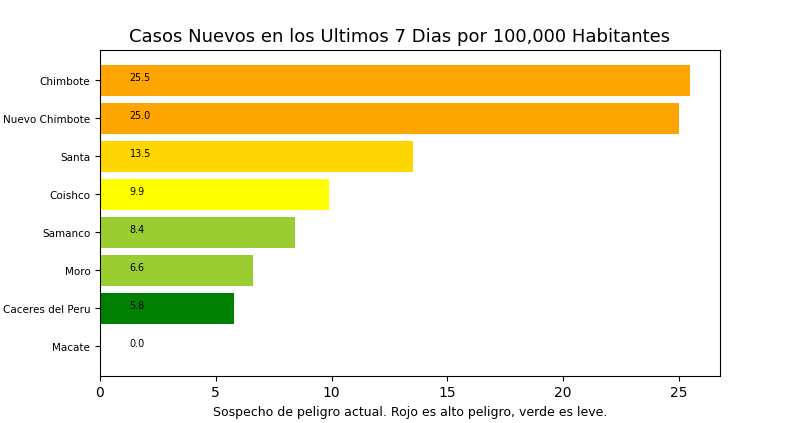 Casos Nuevos en los Ultimos 7 Dias por 100,000 Habitantes
Chimbote 25.5
Nuevo Chimbote 25.0
Santa 13.5
Coishco 9.9
Samanco 8.4
Moro 6.6
Caceres del Peru 5.8
Macate 0.0
0 5 10 15 20 25
Sospecho de peligro actual. Rojo es alto peligro, verde es leve.